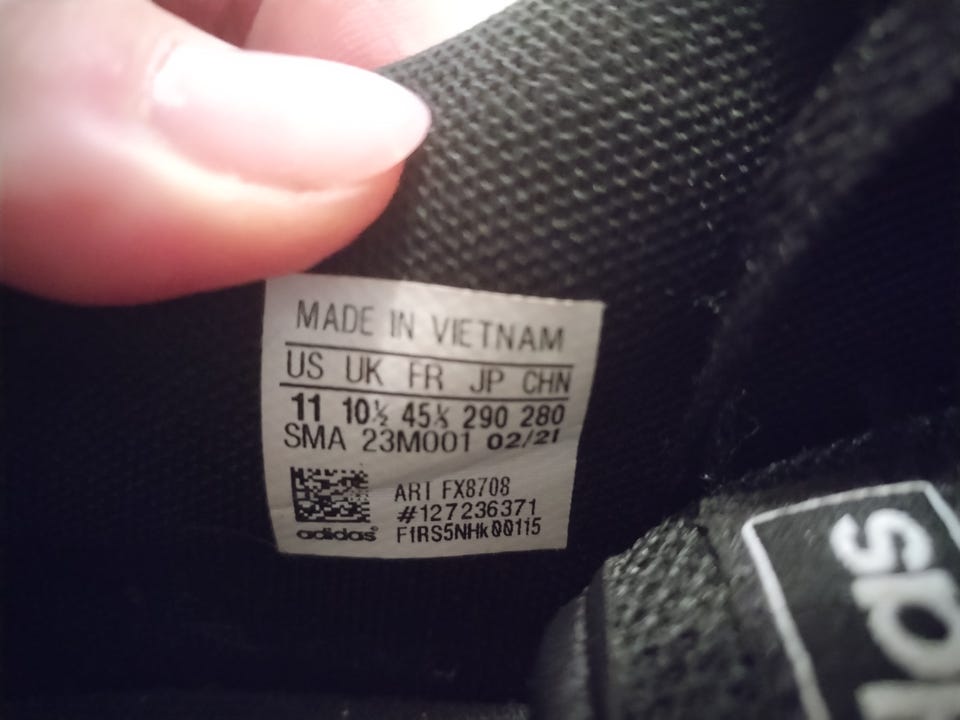 MADE IN VIETNAM
US UK FR JP CHN
11 10½ 45⅓ 290 280
SMA 23M001 02/21
ART FX8708
#127236371
adidas